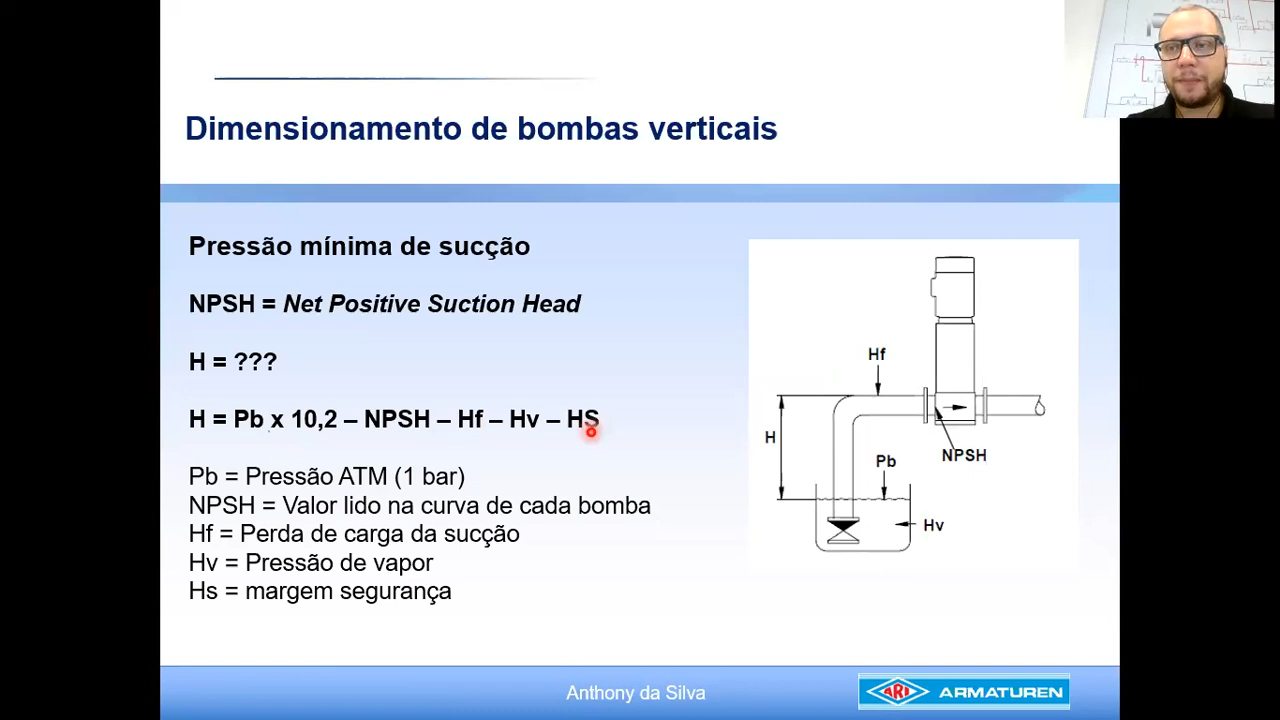 Dimensionamento de bombas verticais
Pressão mínima de sucção
NPSH = Net Positive Suction Head
H = ???
H = Pb x 10,2 – NPSH – Hf – Hv – HS
Pb = Pressão ATM (1 bar)
NPSH = Valor lido na curva de cada bomba
Hf = Perda de carga da sucção
Hv = Pressão de vapor
Hs = margem segurança
Hf
H
Pb
NPSH
Hv
Anthony da Silva
ARI ARMATUREN